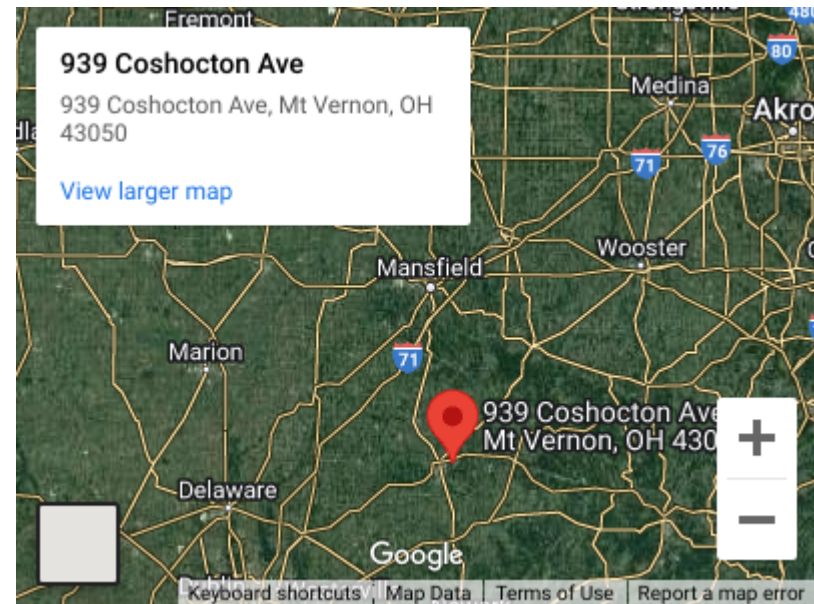 Fremont
480
80
939 Coshocton Ave
939 Coshocton Ave, Mt Vernon, OH
43050
View larger map
Medina
Akro
71
76
Wooster
Mansfield
Marion
71
939 Coshocton Ave
Mt Vernon, OH 430
Delaware
Google
Dublin
Keyboard shortcuts
Map Data
Terms of Use
Report a map error